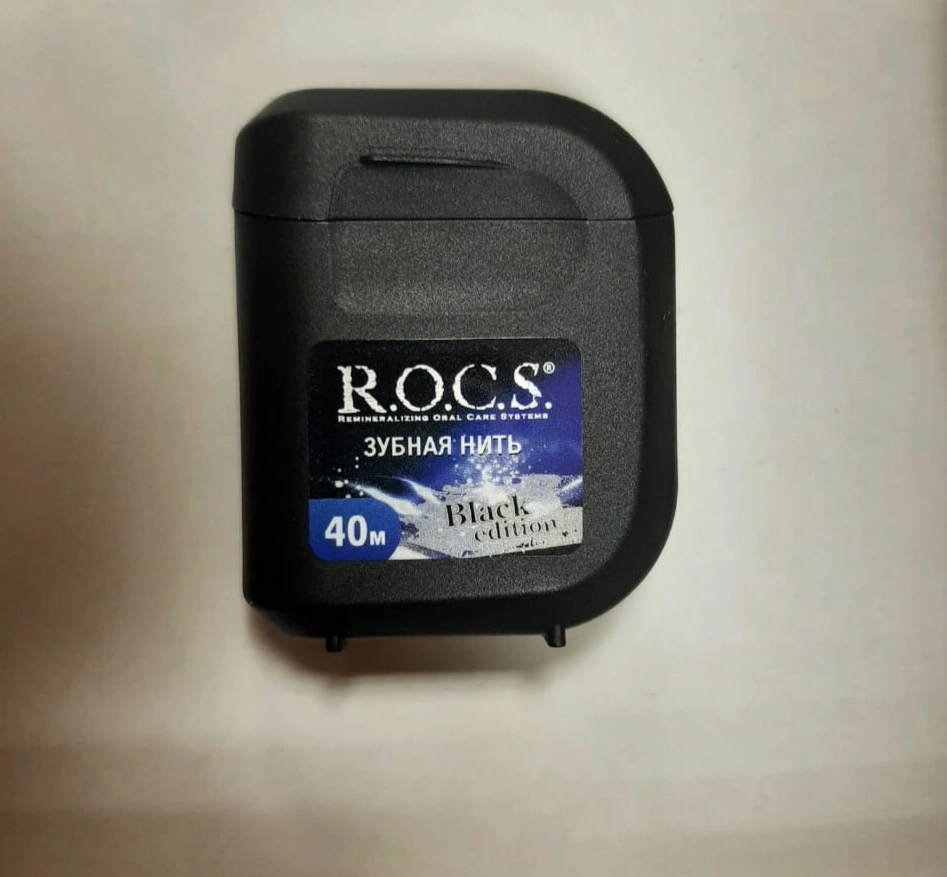 R.O.C.S.®
REMINERALIZING ORAL CARE SYSTEMS
ЗУБНАЯ НИТЬ
Black
edition
40м